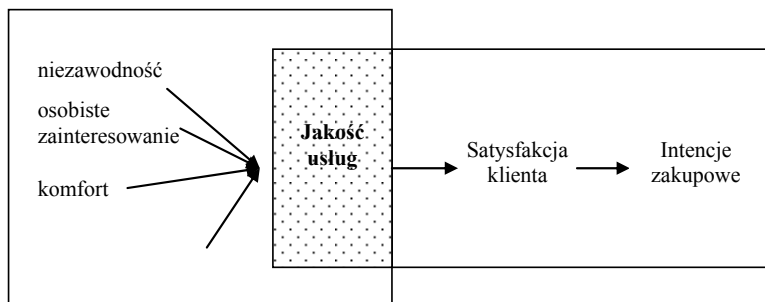 niezawodność
osobiste
zainteresowanie
komfort
Jakość
usług
Satysfakcja
klienta
Intencje
zakupowe